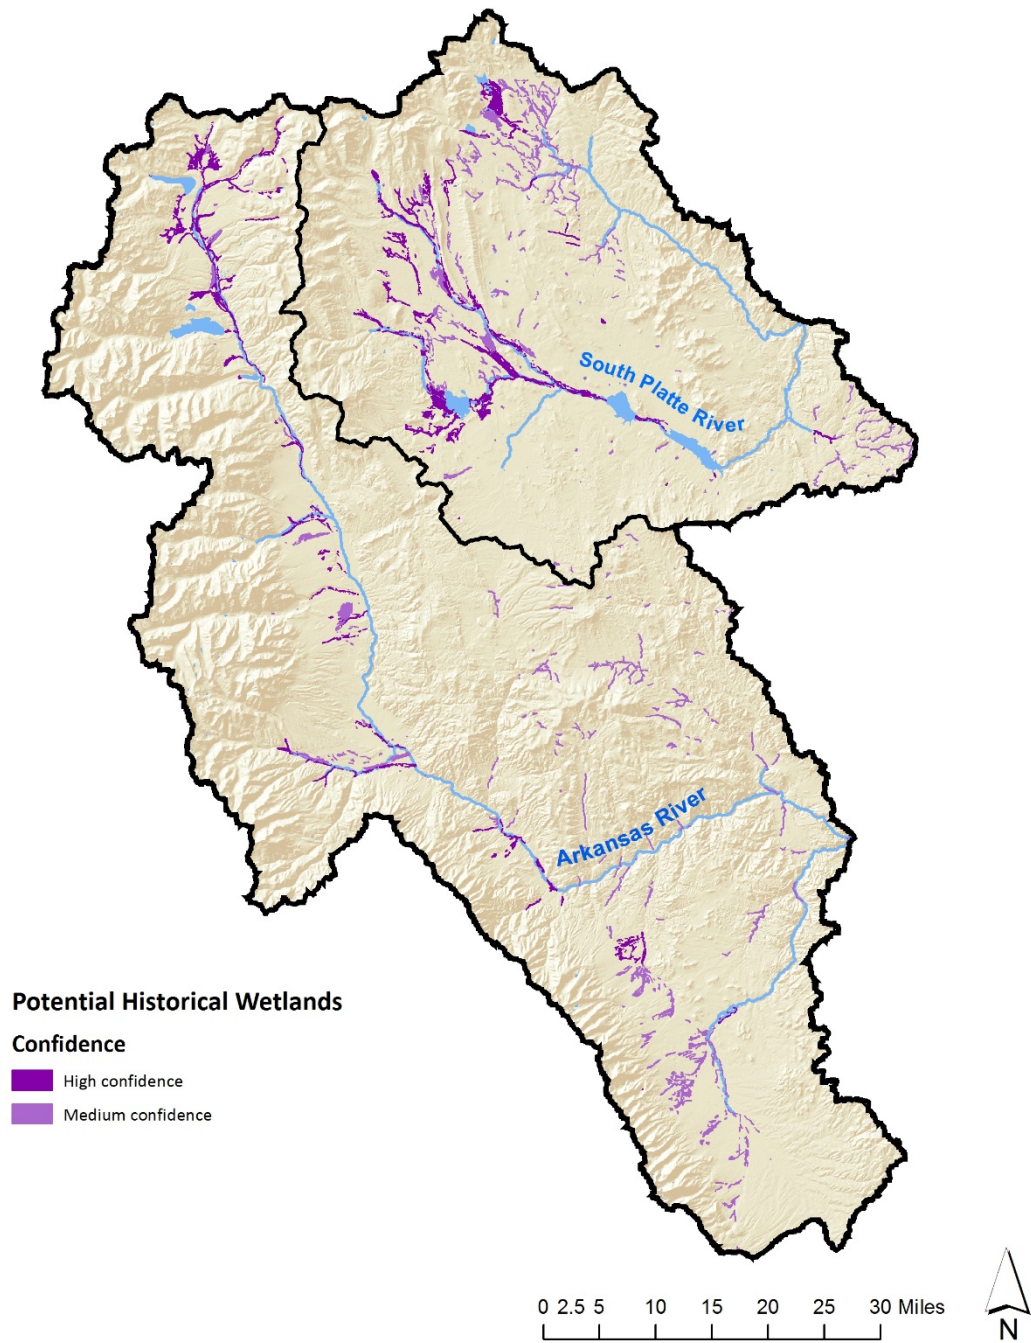 South Platte River
Arkansas River
Potential Historical Wetlands
Confidence
High confidence
Medium confidence
0 2.5 5 10 15 20 25 30 Miles
N